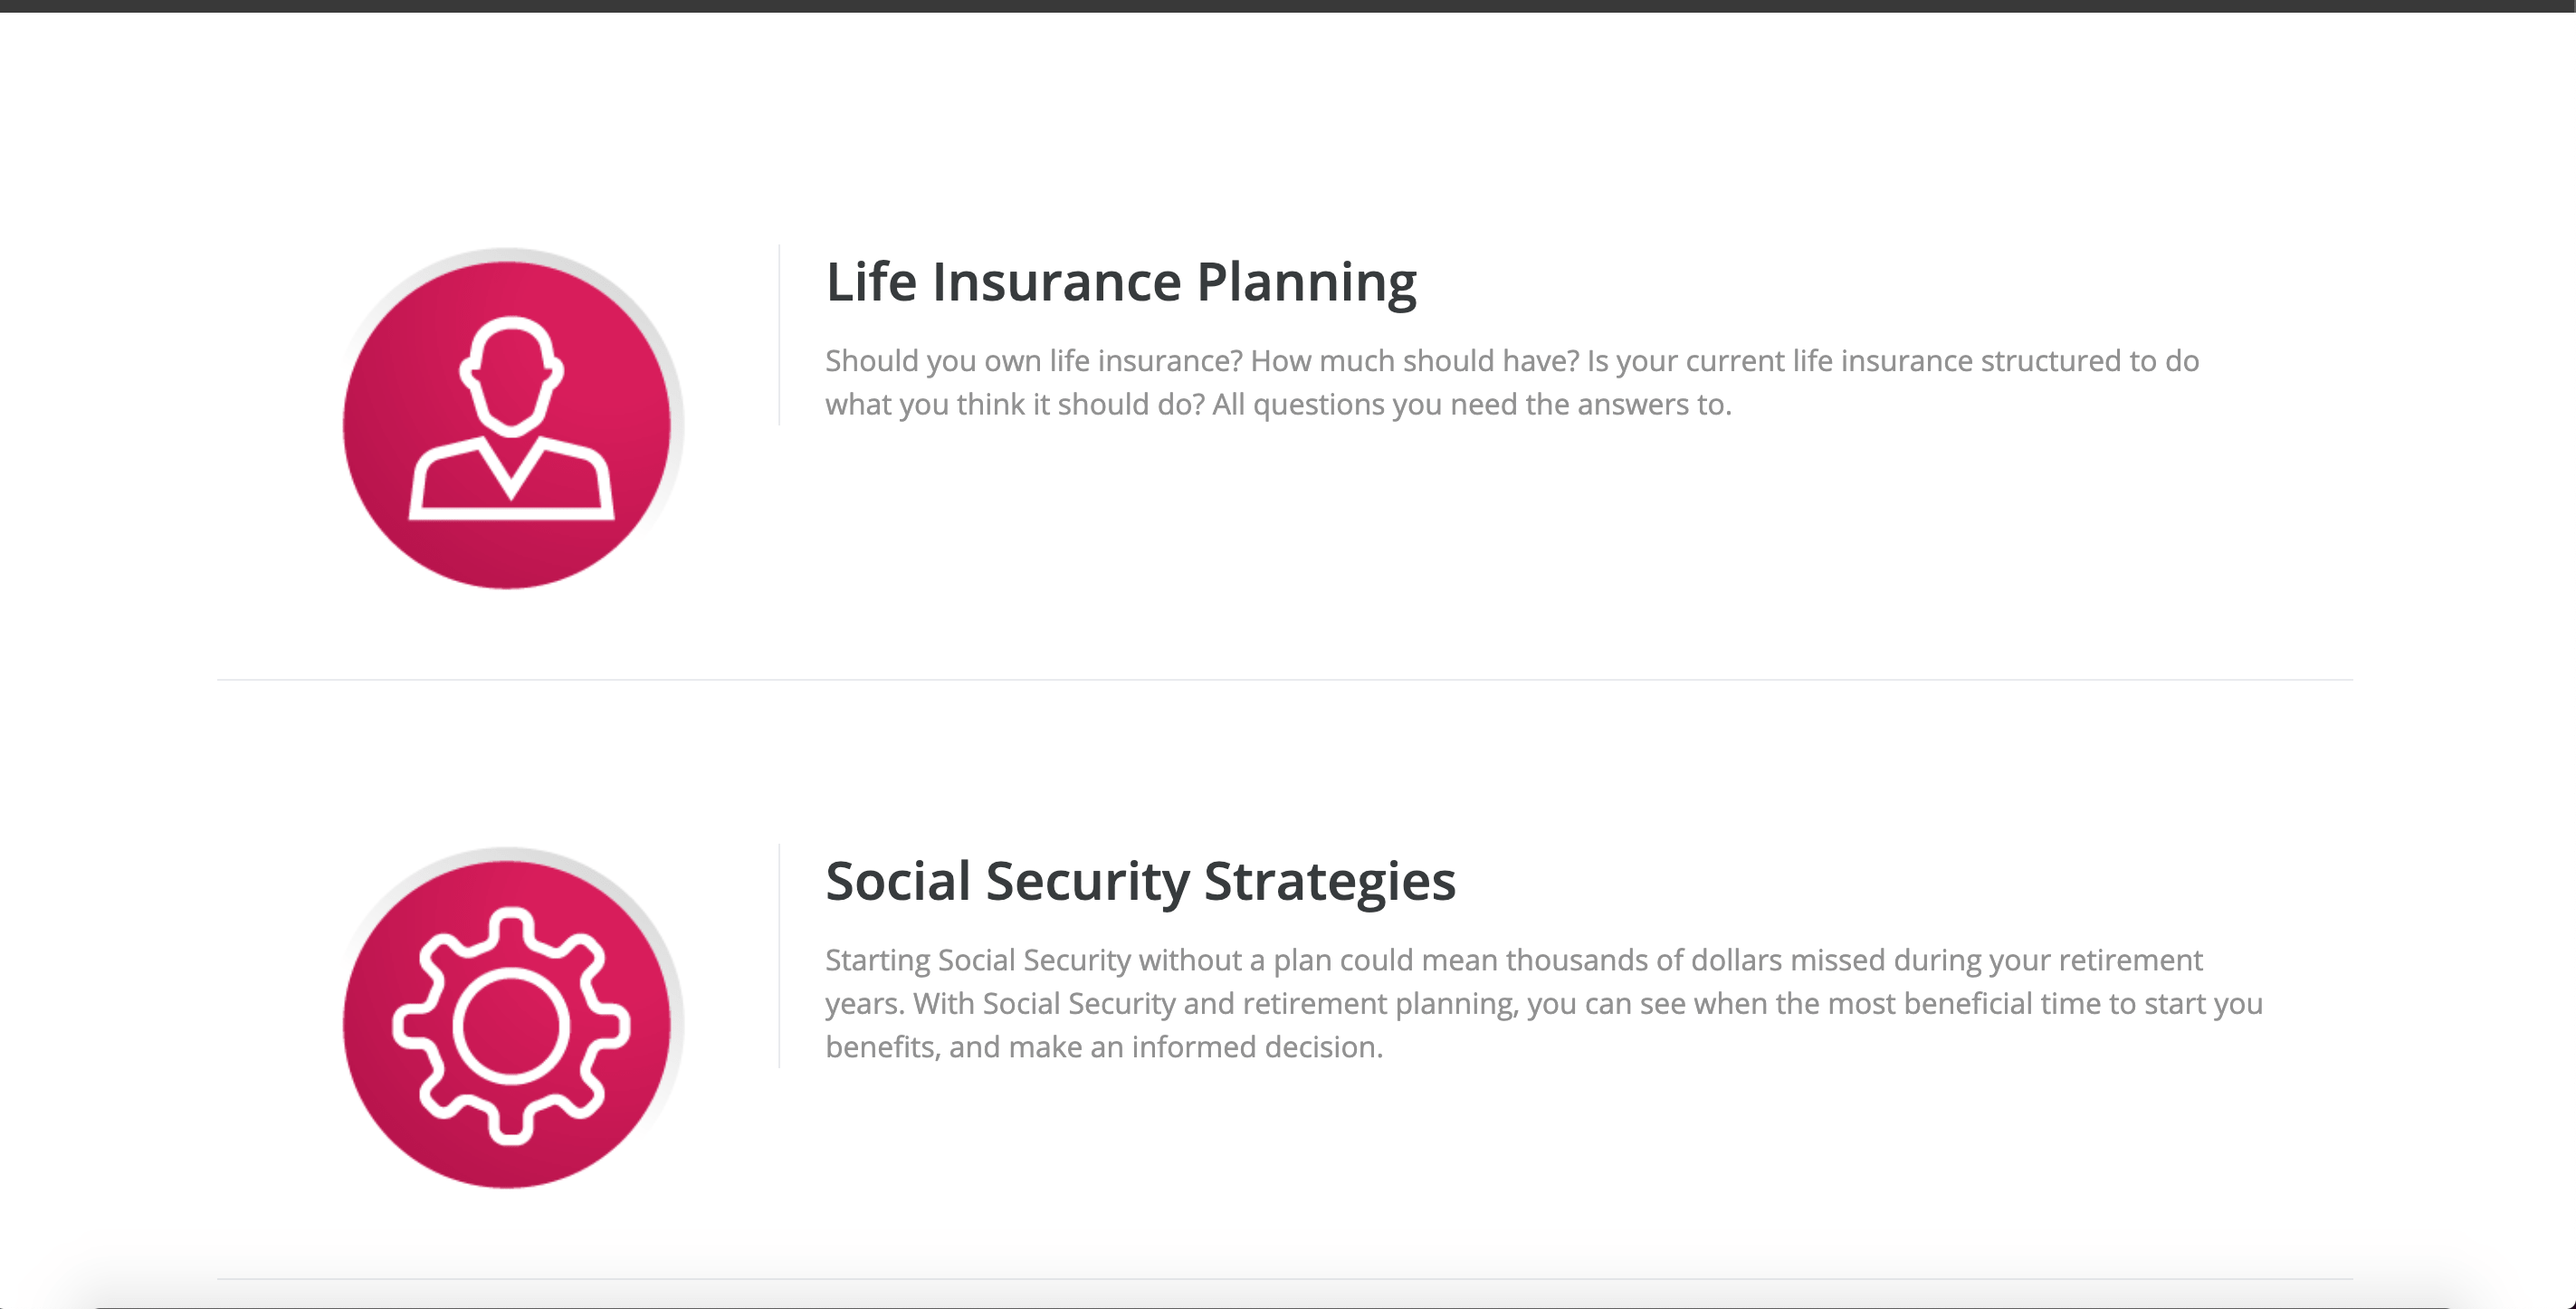 Life Insurance Planning
Should you own life insurance? How much should have? Is your current life insurance structured to do
what you think it should do? All questions you need the answers to.
Social Security Strategies
Starting Social Security without a plan could mean thousands of dollars missed during your retirement
years. With Social Security and retirement planning, you can see when the most beneficial time to start you
benefits, and make an informed decision.